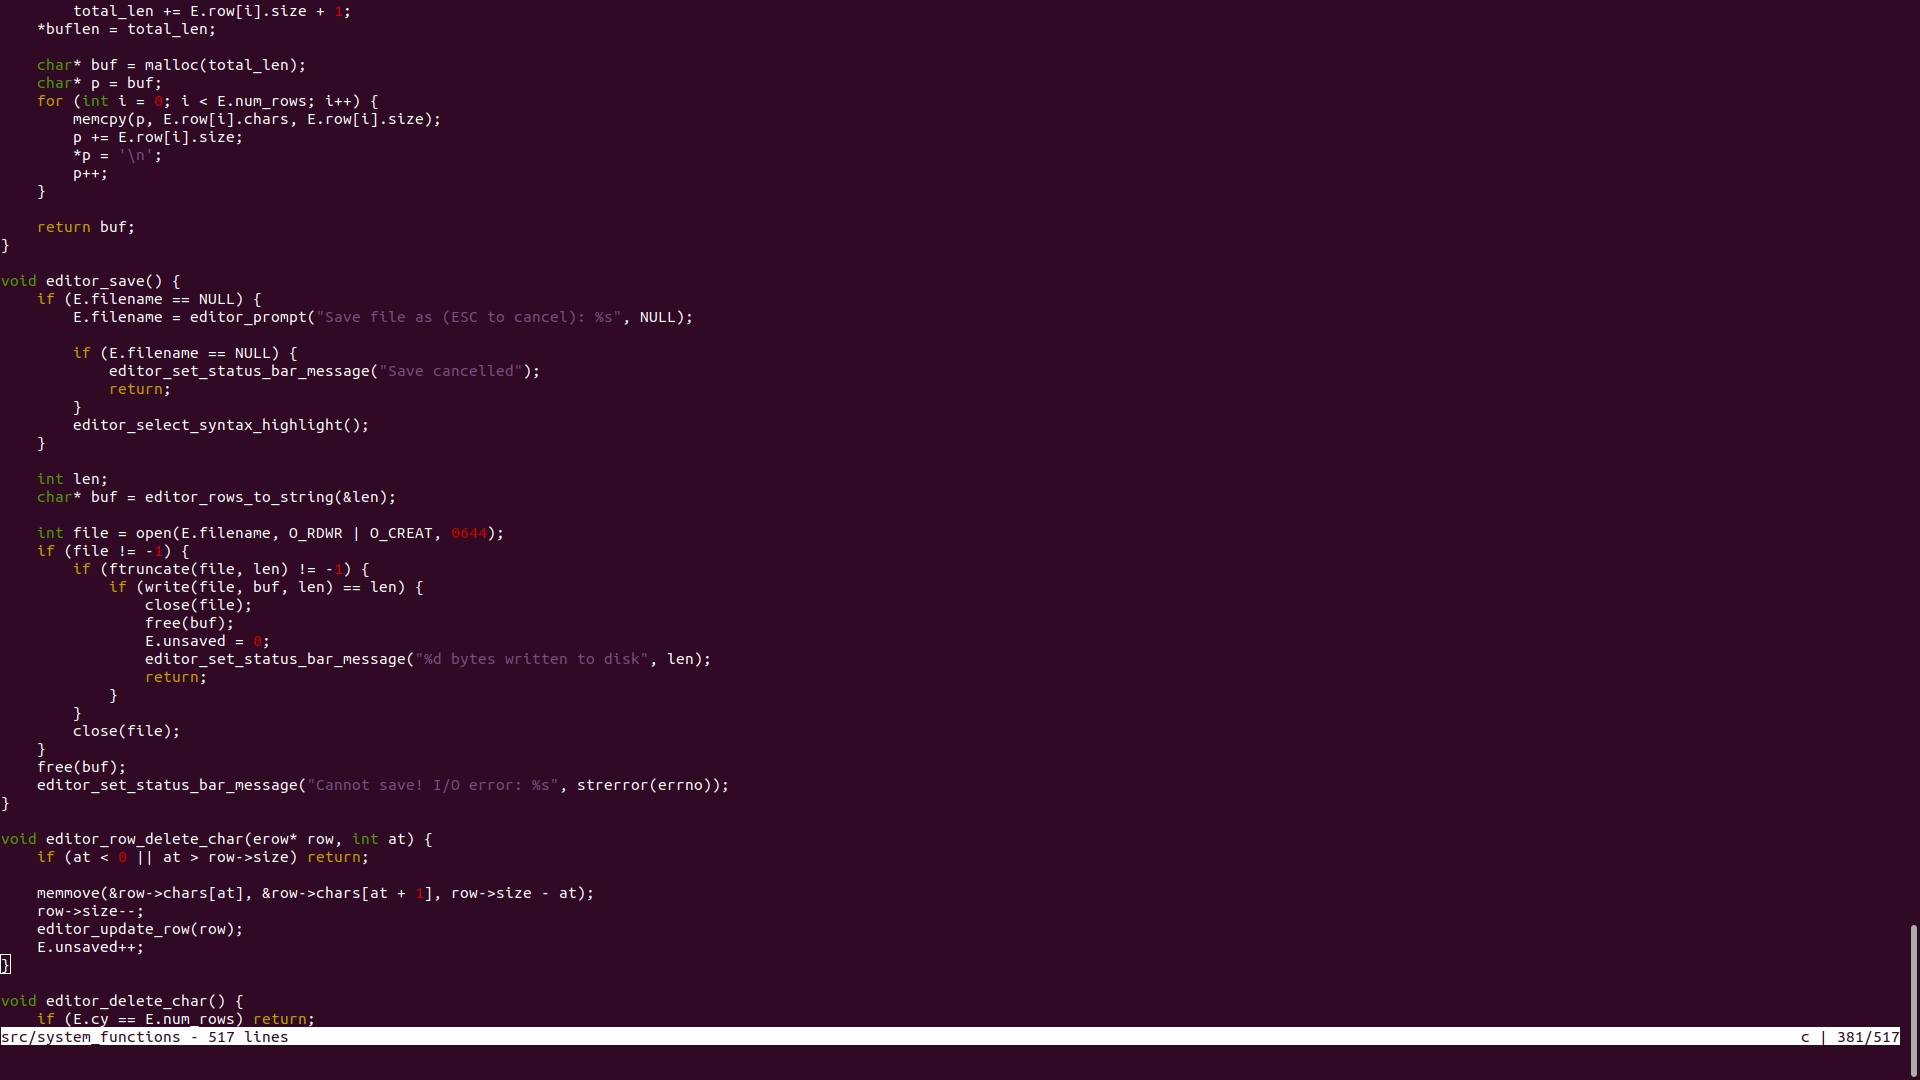 total_len += E.row[i].size + 1;
    *buflen = total_len;

    char* buf = malloc(total_len);
    char* p = buf;
    for (int i = 0; i < E.num_rows; i++) {
        memcpy(p, E.row[i].chars, E.row[i].size);
        p += E.row[i].size;
        *p = '\n';
        p++;
    }

    return buf;
}

void editor_save() {
    if (E.filename == NULL) {
        E.filename = editor_prompt("Save file as (ESC to cancel): %s", NULL);

        if (E.filename == NULL) {
            editor_set_status_bar_message("Save cancelled");
            return;
        }
        editor_select_syntax_highlight();
    }

    int len;
    char* buf = editor_rows_to_string(&len);

    int file = open(E.filename, O_RDWR | O_CREAT, 0644);
    if (file != -1) {
        if (ftruncate(file, len) != -1) {
            if (write(file, buf, len) == len) {
                close(file);
                free(buf);
                E.unsaved = 0;
                editor_set_status_bar_message("%d bytes written to disk", len);
                return;
            }
        }
        close(file);
    }
    free(buf);
    editor_set_status_bar_message("Cannot save! I/O error: %s", strerror(errno));
}

void editor_row_delete_char(erow* row, int at) {
    if (at < 0 || at > row->size) return;

    memmove(&row->chars[at], &row->chars[at + 1], row->size - at);
    row->size--;
    editor_update_row(row);
    E.unsaved++;
}

void editor_delete_char() {
    if (E.cy == E.num_rows) return;
src/system_functions - 517 lines c | 381/517